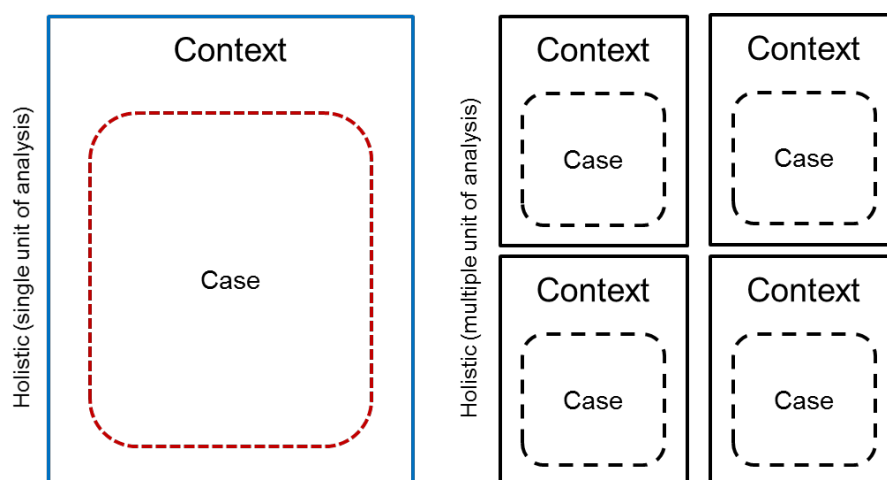 Holistic (single unit of analysis)
Context
Case
Holistic (multiple unit of analysis)
Context
Case
Context
Case
Context
Case
Context
Case